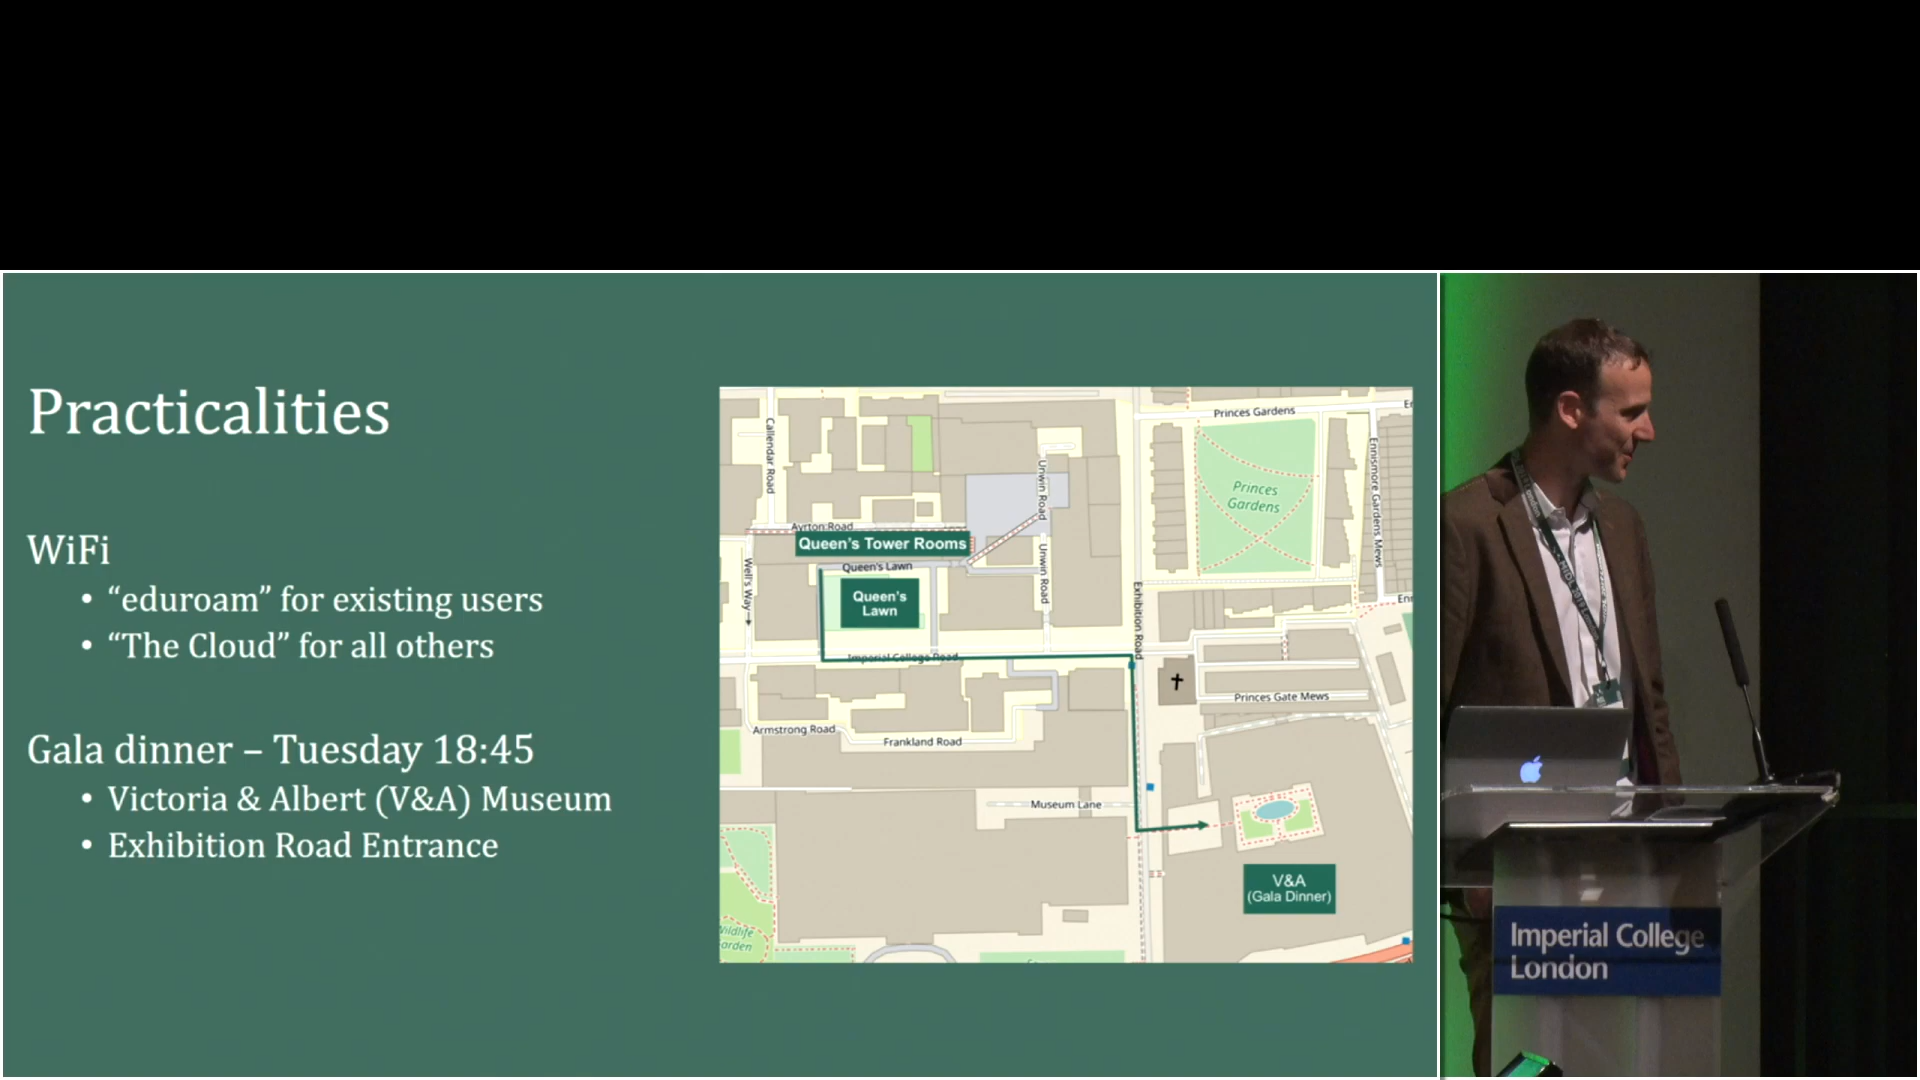 Practicalities
WiFi
• “eduroam” for existing users
• “The Cloud” for all others
Gala dinner – Tuesday 18:45
• Victoria & Albert (V&A) Museum
• Exhibition Road Entrance
Princes Gardens
Callendar Road
Unwin Road
Princes
Gardens
Ennismore Gardens Mews
Ayrton Road
Queen's Tower Rooms
Queen's Lawn
Well's Way
Queen's
Lawn
Unwin Road
Exhibition Road
Imperial College Road
Princes Gate Mews
Armstrong Road
Frankland Road
Museum Lane
V&A
(Gala Dinner)
Wildlife
Imperial College
London